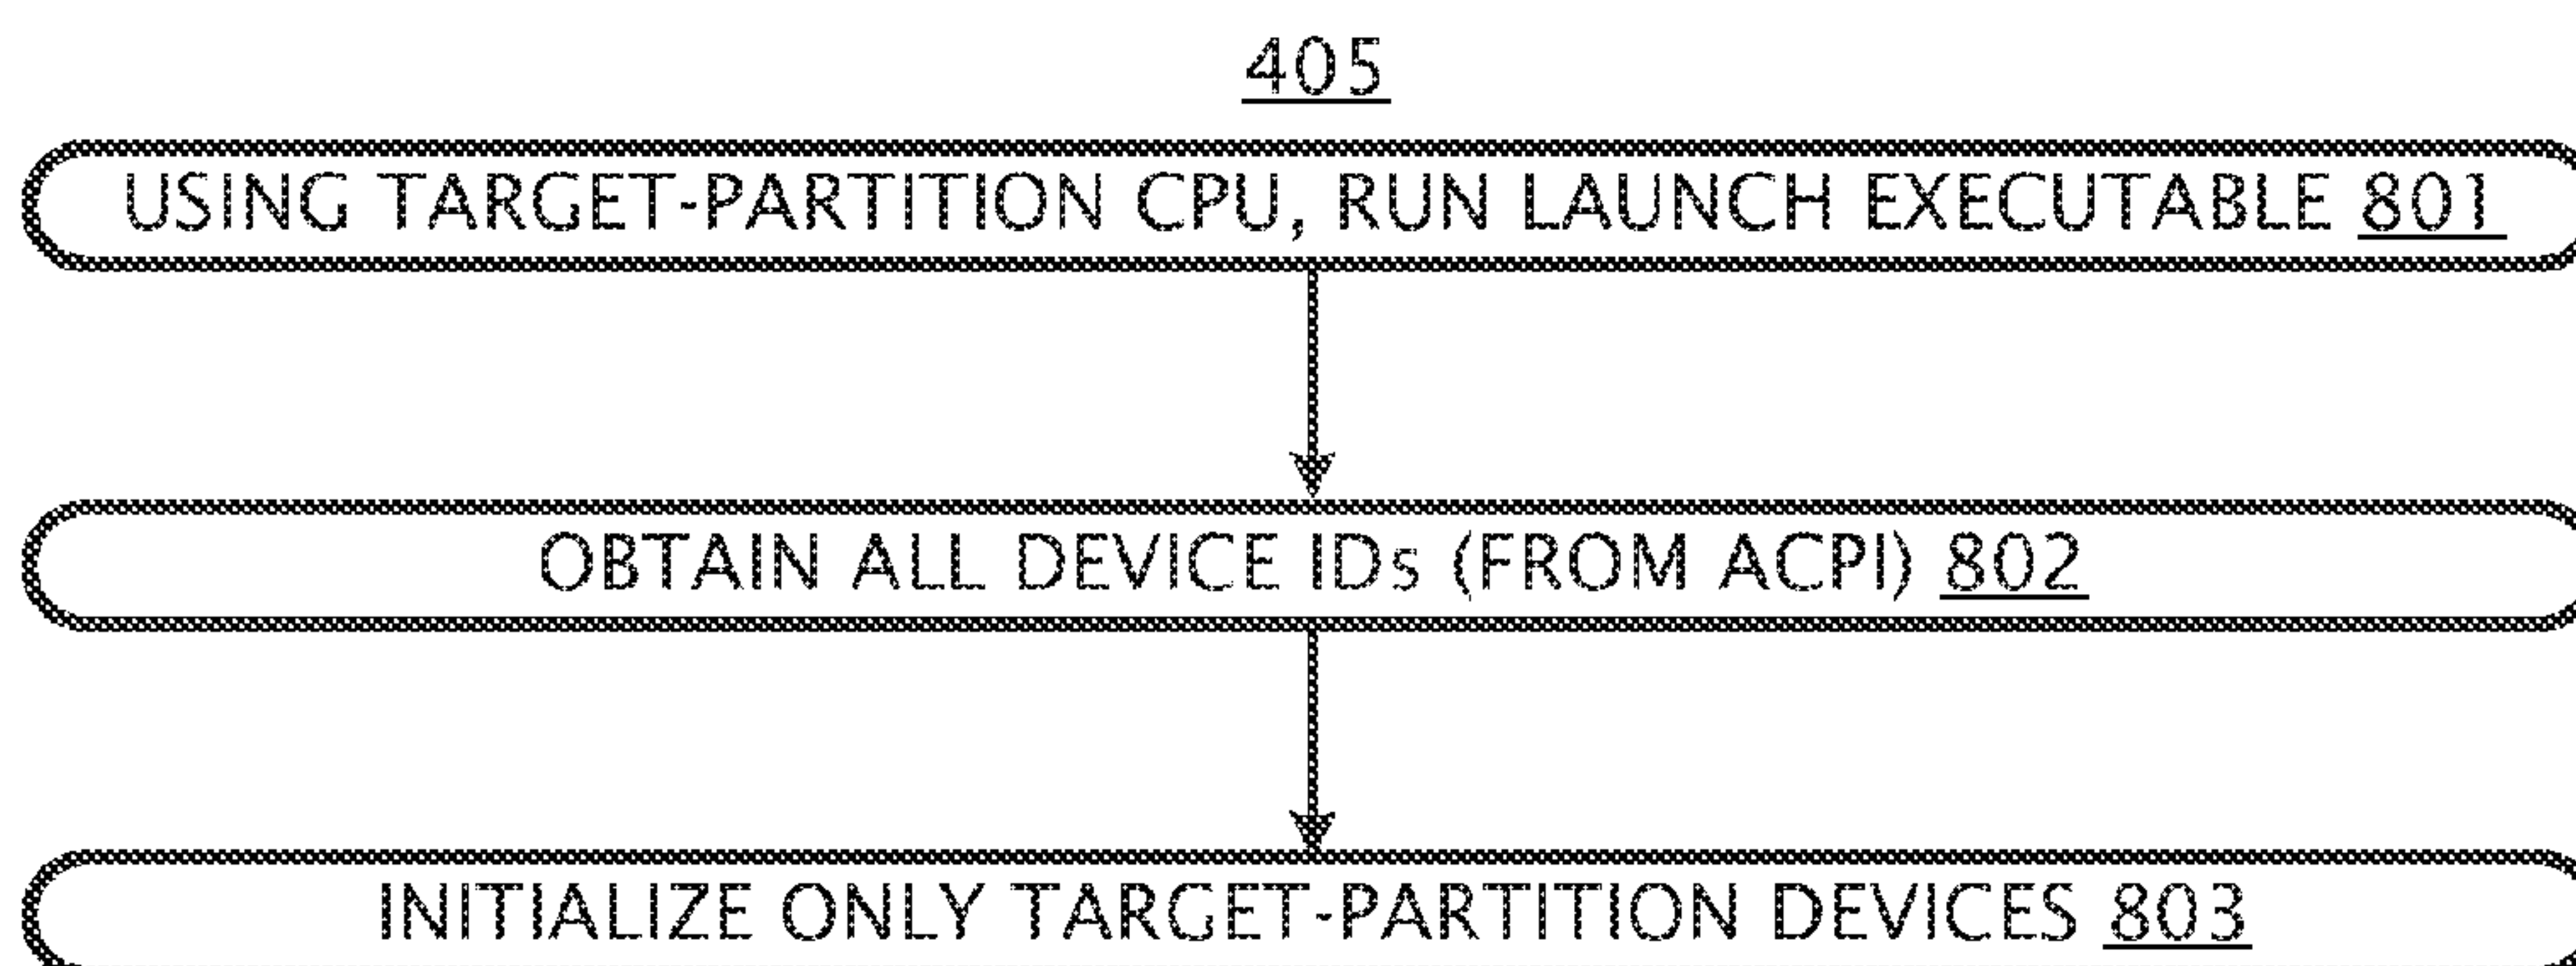 405
USING TARGET-PARTITION CPU, RUN LAUNCH EXECUTABLE 801
OBTAIN ALL DEVICE IDs (FROM ACPI) 802
INITIALIZE ONLY TARGET-PARTITION DEVICES 803